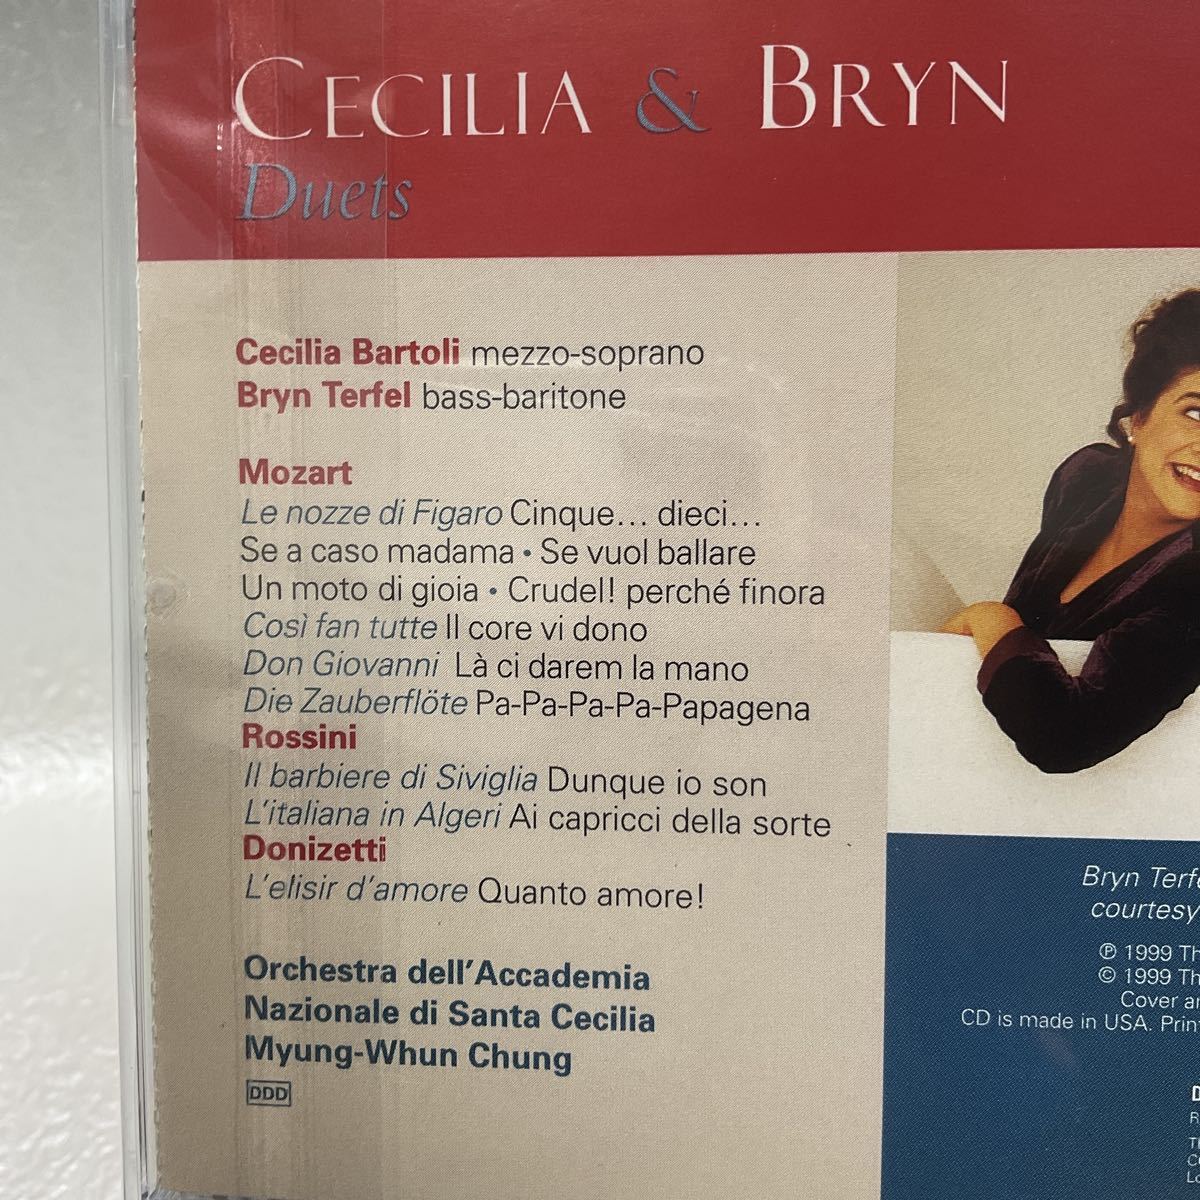 CECILIA & BRYN
Duets
Cecilia Bartoli mezzo-soprano
Bryn Terfel bass-baritone
Mozart
Le nozze di Figaro Cinque... dieci...
Se a caso madama • Se vuol ballare
Un moto di gioia • Crudel! perché finora
Così fan tutte Il core vi dono
Don Giovanni Là ci darem la mano
Die Zauberflöte Pa-Pa-Pa-Pa-Papagena
Rossini
Il barbiere di Siviglia Dunque io son
L'italiana in Algeri Ai capricci della sorte
Donizetti
L'elisir d'amore Quanto amore!
Orchestra dell'Accademia
Nazionale di Santa Cecilia
Myung-Whun Chung
DDD
Bryn Terf
courtesy
℗ 1999 Th
© 1999 Th
Cover a
CD is made in USA. Prin